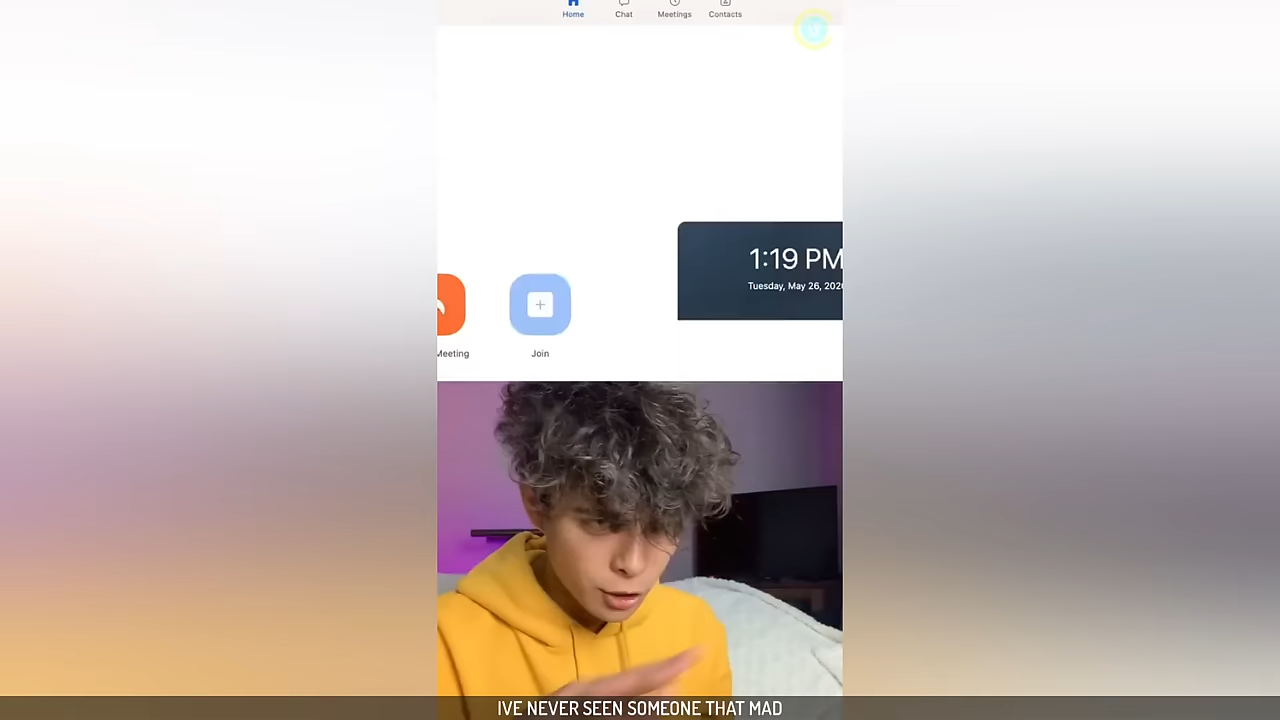 Home Chat Meetings Contacts
1:19 PM
Tuesday, May 26, 202
Meeting Join
IVE NEVER SEEN SOMEONE THAT MAD